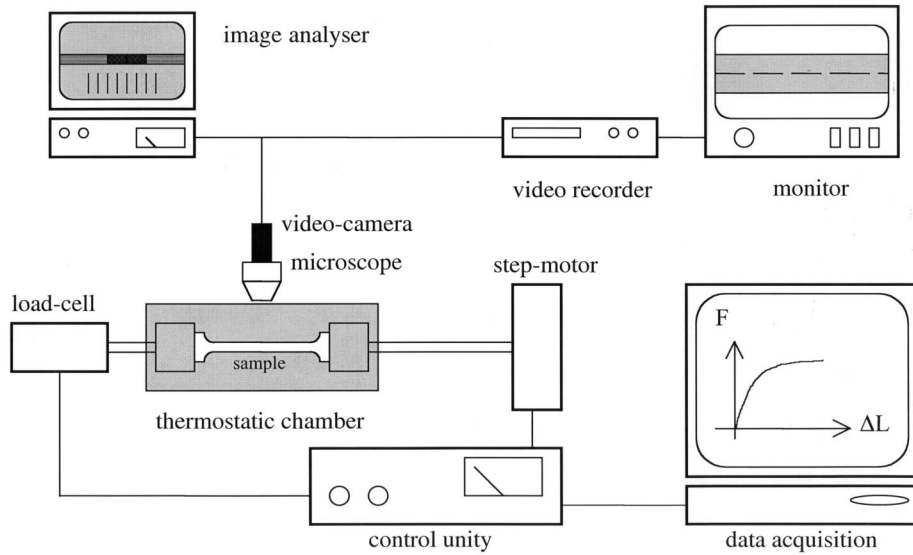 image analyser
video recorder
monitor
video-camera
microscope
step-motor
load-cell
F
sample
ΔL
thermostatic chamber
control unity
data acquisition